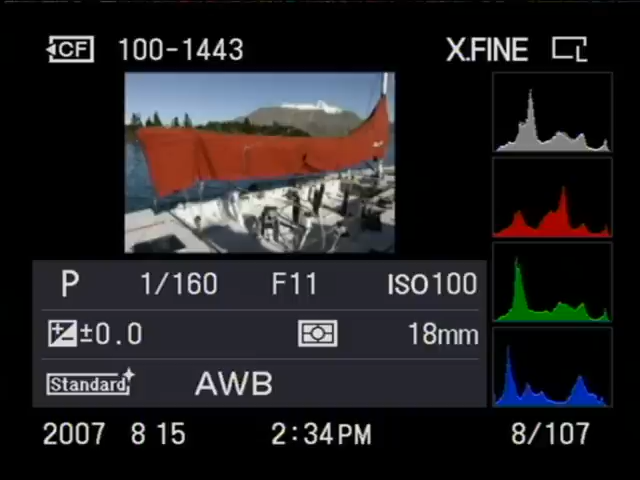 CF 100-1443 X.FINE L
P 1/160 F11 ISO100
±0.0 18mm
Standard AWB
2007 8 15 2:34PM 8/107